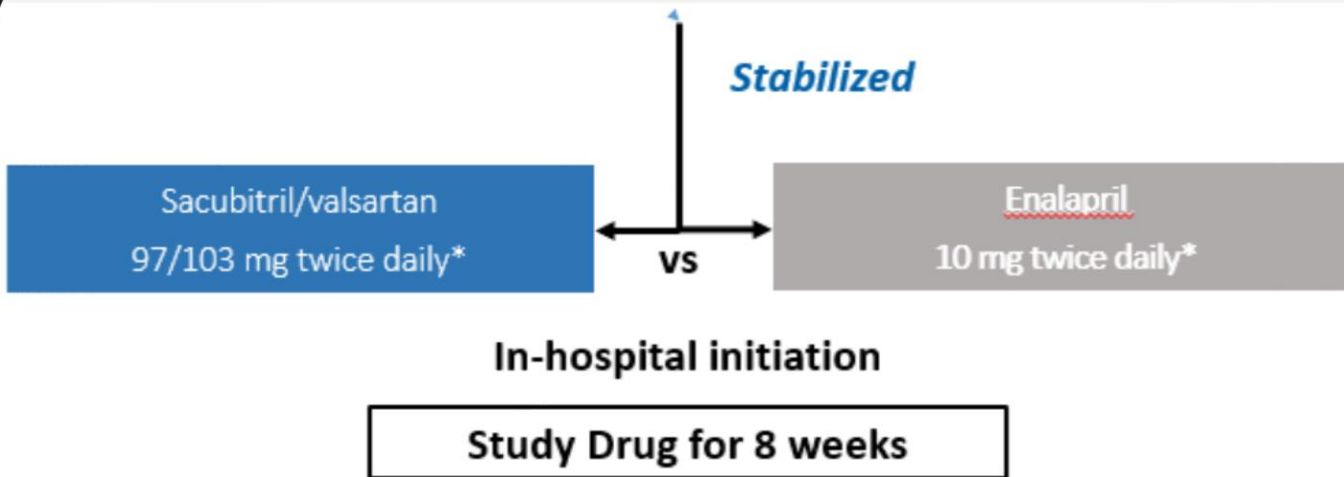 Stabilized
Sacubitril/valsartan
97/103 mg twice daily*
vs
Enalapril
10 mg twice daily*
In-hospital initiation
Study Drug for 8 weeks